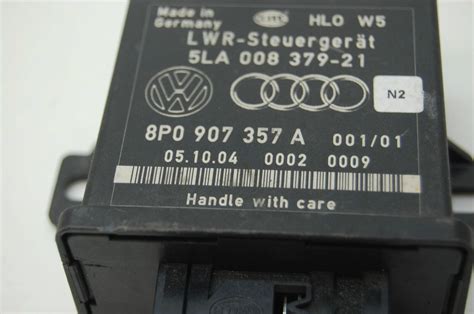 Made in
Germany
HLO W5
LWR-Steuergerät
5LA 008 379-21
N2
8P0 907 357 A 001/01
05.10.04 0002 0009
Handle with care